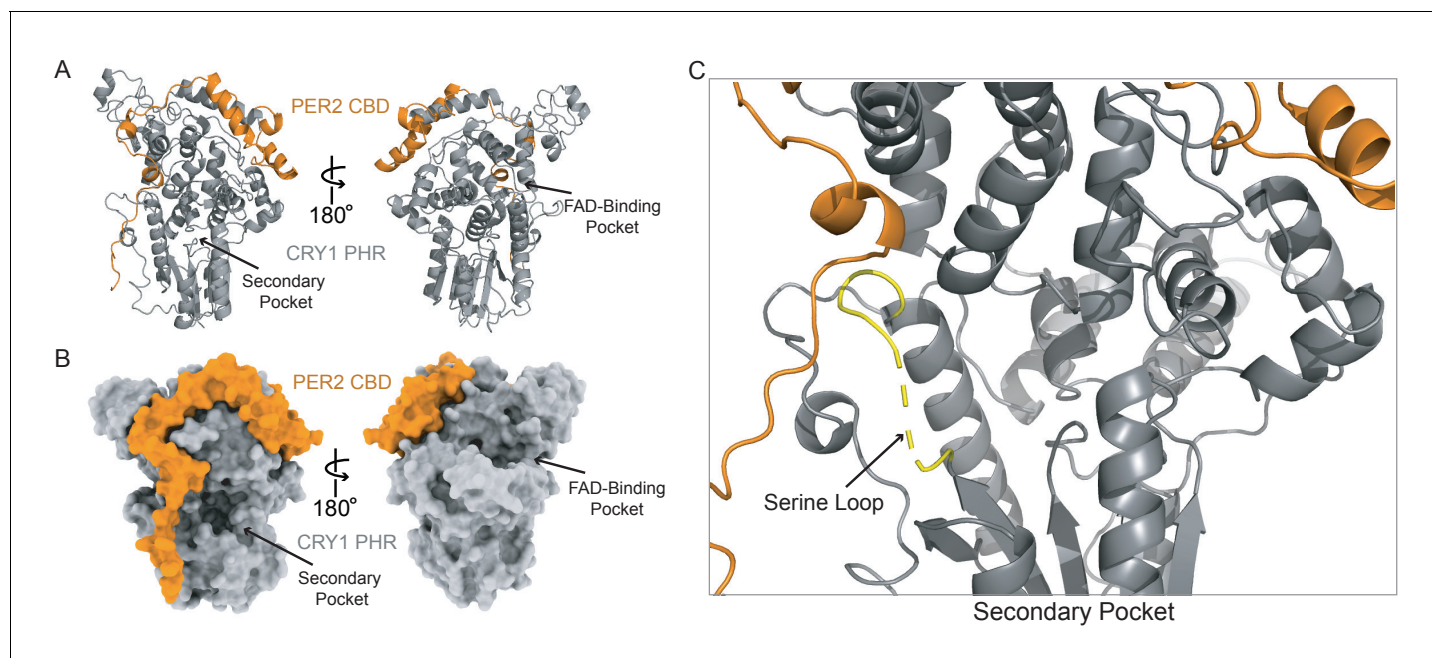 A
PER2 CBD
180°
FAD-Binding
Pocket
CRY1 PHR
Secondary
Pocket
B
PER2 CBD
180°
FAD-Binding
Pocket
CRY1 PHR
Secondary
Pocket
C
Serine Loop
Secondary Pocket